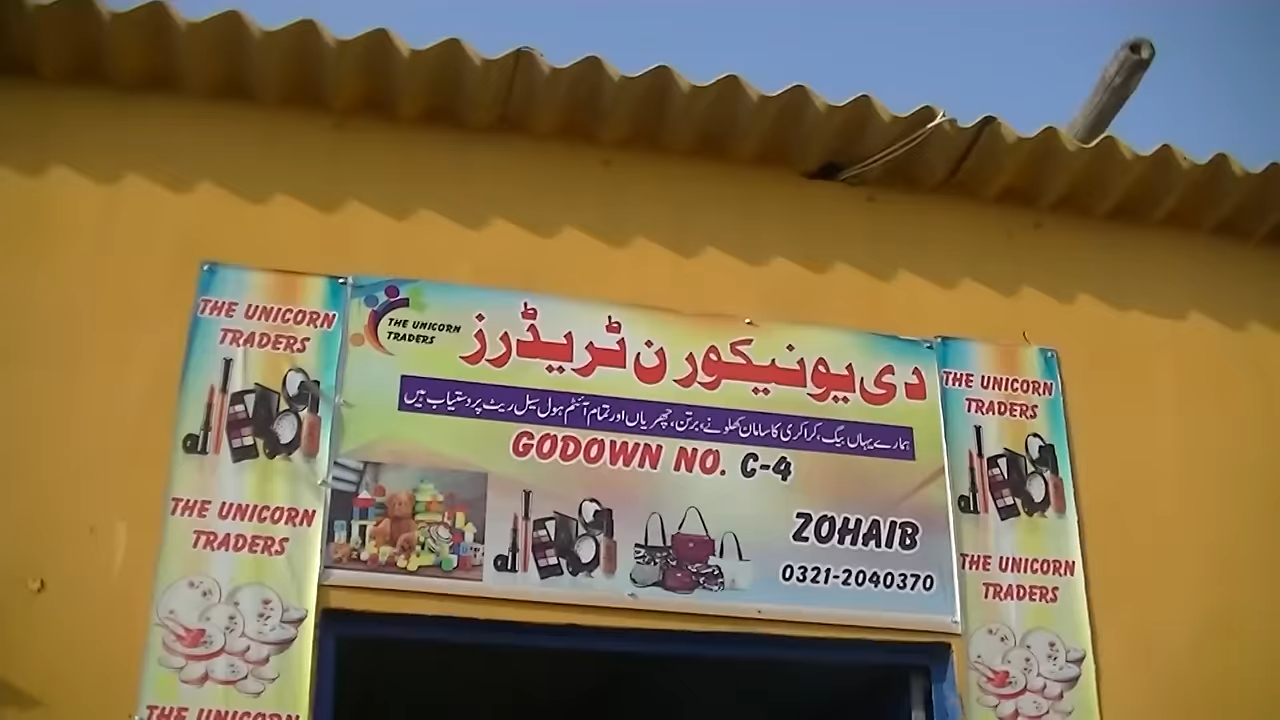 THE UNICORN
TRADERS
THE UNICORN
TRADERS
THE UNICORN
THE UNICORN
TRADERS
دی یونیکورن ٹریڈرز
ہمارے یہاں بیگ، کراکری کا سامان کھلونے، برتن، چھریاں اور تمام آئٹم ہول سیل ریٹ پر دستیاب ہیں
GODOWN NO. C-4
ZOHAIB
0321-2040370
THE UNICORN
TRADERS
THE UNICORN
TRADERS